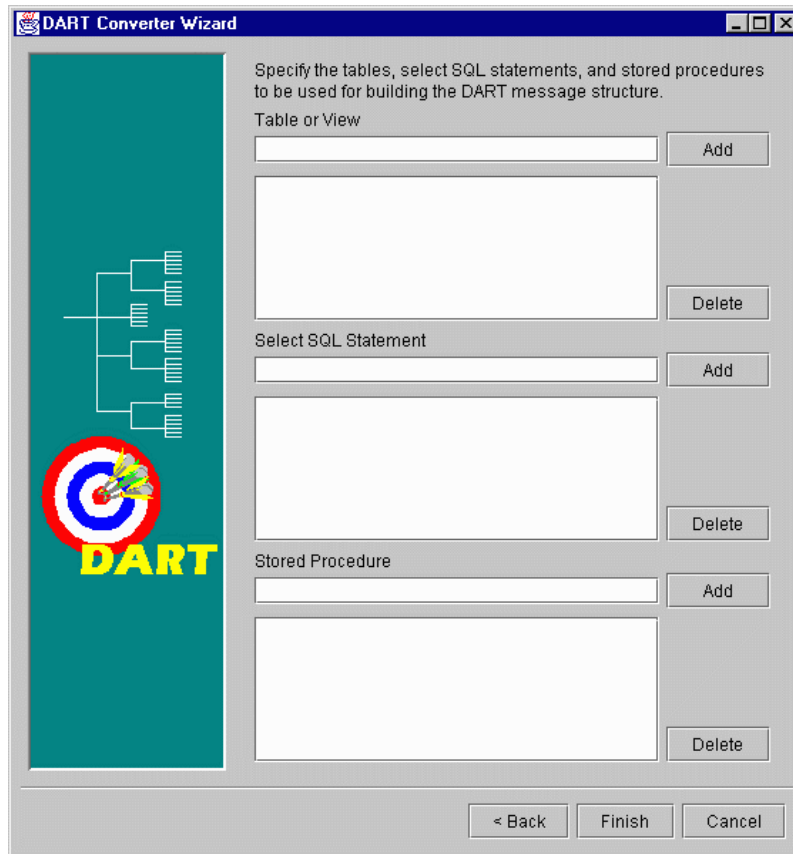 DART Converter Wizard
Specify the tables, select SQL statements, and stored procedures
to be used for building the DART message structure.
Table or View
Add
Delete
Select SQL Statement
Add
Delete
DART
Stored Procedure
Add
Delete
< Back
Finish
Cancel